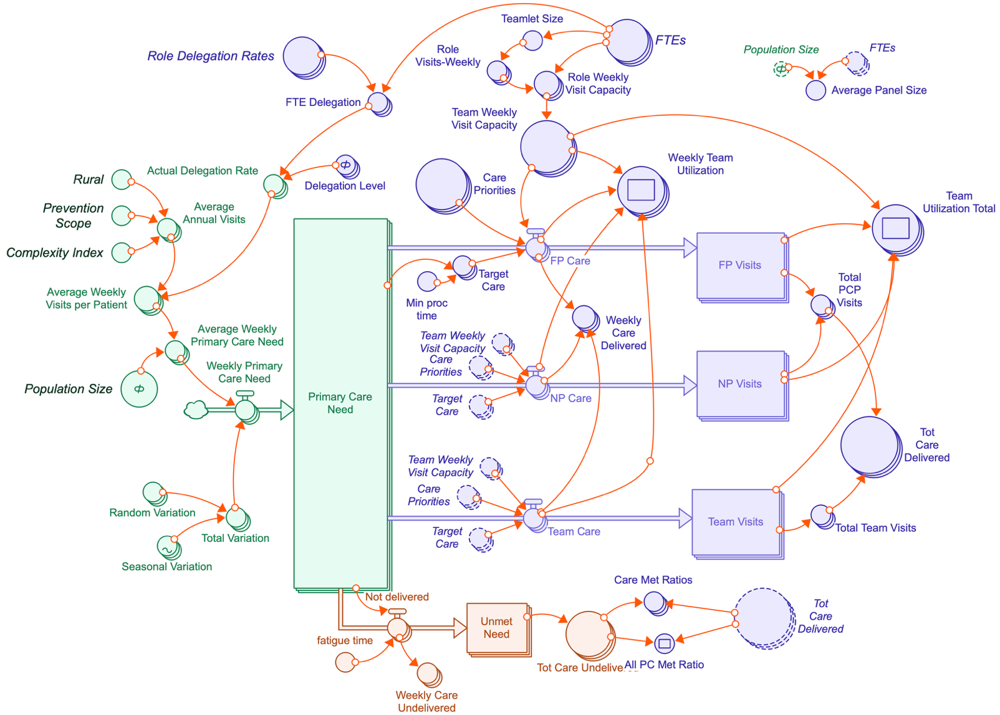 Teamlet Size
FTEs
Role Delegation Rates
Role
Visits-Weekly
Role Weekly
Visit Capacity
Population Size
FTEs
Average Panel Size
FTE Delegation
Team Weekly
Visit Capacity
Actual Delegation Rate
Delegation Level
Care
Priorities
Weekly Team
Utilization
Team
Utilization Total
Rural
Prevention
Scope
Complexity Index
Average
Annual Visits
FP Care
FP Visits
Target
Care
Min proc
time
Total
PCP
Visits
Average Weekly
Visits per Patient
Average Weekly
Primary Care Need
Weekly
Care
Delivered
Team Weekly
Visit Capacity
Care
Priorities
Target
Care
NP Care
NP Visits
Weekly Primary
Care Need
Population Size
Primary Care
Need
Tot
Care
Delivered
Team Weekly
Visit Capacity
Care
Priorities
Target
Care
Team Care
Team Visits
Total Team Visits
Random Variation
Total Variation
Seasonal Variation
Not delivered
fatigue time
Unmet
Need
Weekly Care
Undelivered
Tot Care Undelivered
Care Met Ratios
All PC Met Ratio
Tot
Care
Delivered